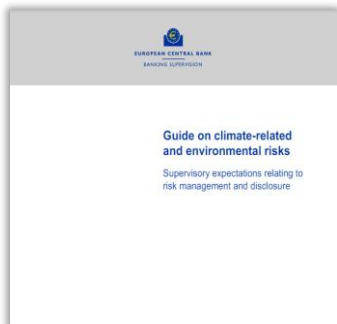 EUROPEAN CENTRAL BANK
BANKING SUPERVISION
Guide on climate-related
and environmental risks
Supervisory expectations relating to
risk management and disclosure